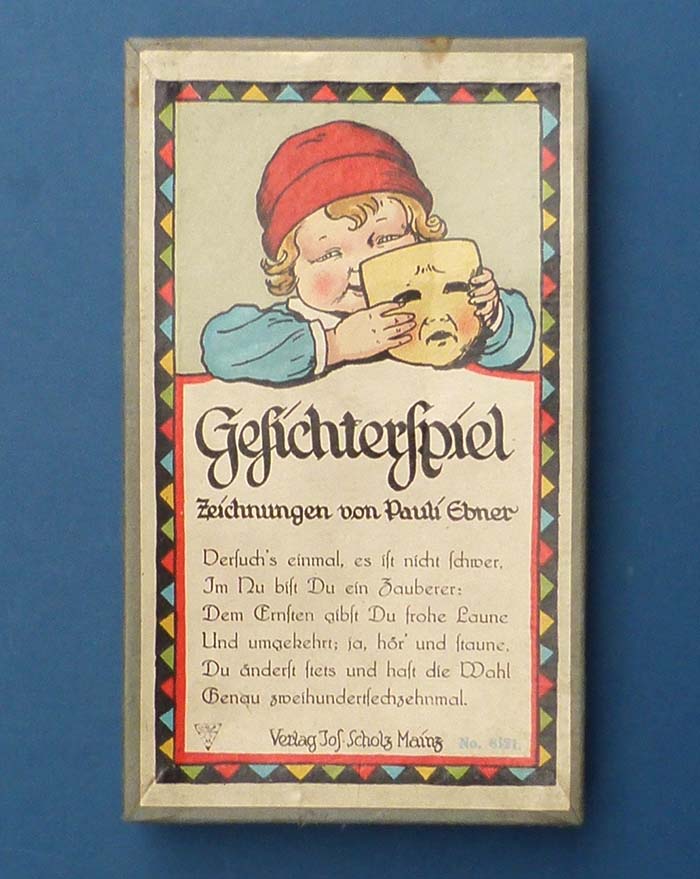 Geſichterſpiel
Zeichnungen von Pauli Ebner
Verſuch's einmal, es iſt nicht ſchwer,
Im Nu biſt Du ein Zauberer:
Dem Ernſten gibſt Du frohe Laune
Und umgekehrt; ja, hör' und ſtaune,
Du änderſt ſtets und haſt die Wahl
Genau zweihundertſechzehnmal.
Verlag Joſ. Scholz Mainz No.